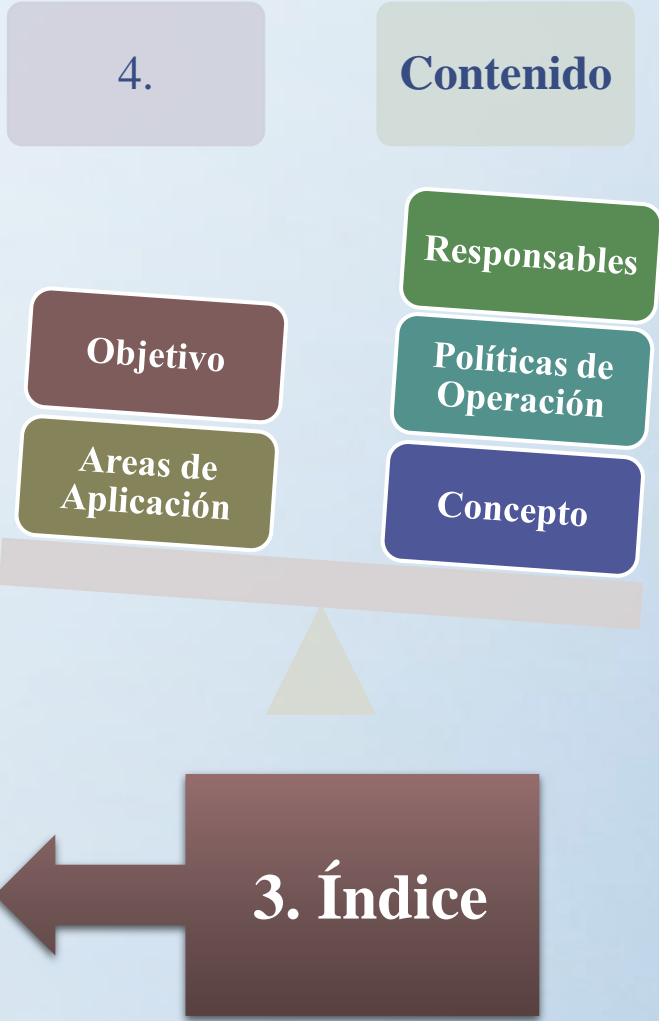 4.
Contenido
Responsables
Objetivo
Políticas de
Operación
Areas de
Aplicación
Concepto
3. Índice